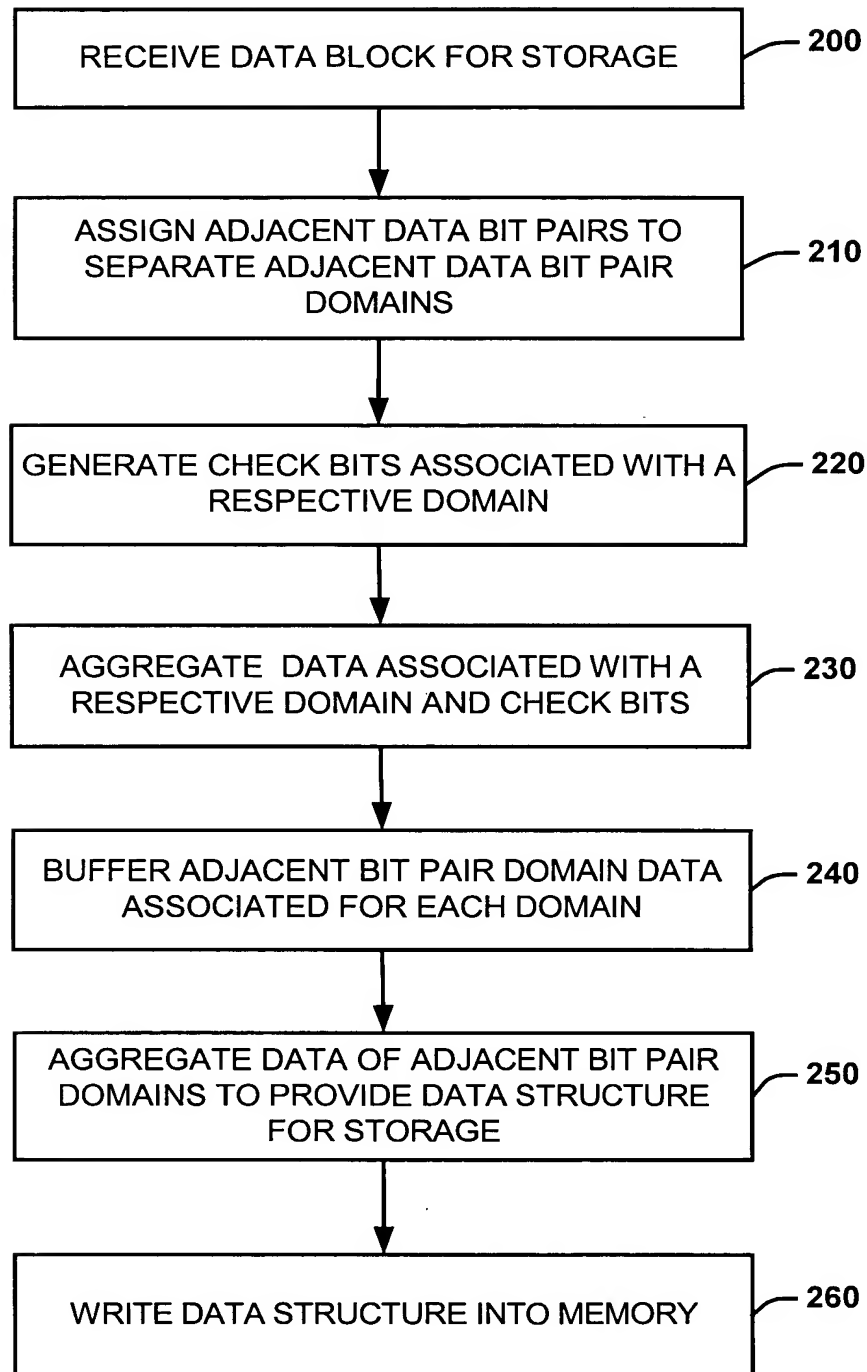 RECEIVE DATA BLOCK FOR STORAGE
200
ASSIGN ADJACENT DATA BIT PAIRS TO
SEPARATE ADJACENT DATA BIT PAIR
DOMAINS
210
GENERATE CHECK BITS ASSOCIATED WITH A
RESPECTIVE DOMAIN
220
AGGREGATE DATA ASSOCIATED WITH A
RESPECTIVE DOMAIN AND CHECK BITS
230
BUFFER ADJACENT BIT PAIR DOMAIN DATA
ASSOCIATED FOR EACH DOMAIN
240
AGGREGATE DATA OF ADJACENT BIT PAIR
DOMAINS TO PROVIDE DATA STRUCTURE
FOR STORAGE
250
WRITE DATA STRUCTURE INTO MEMORY
260